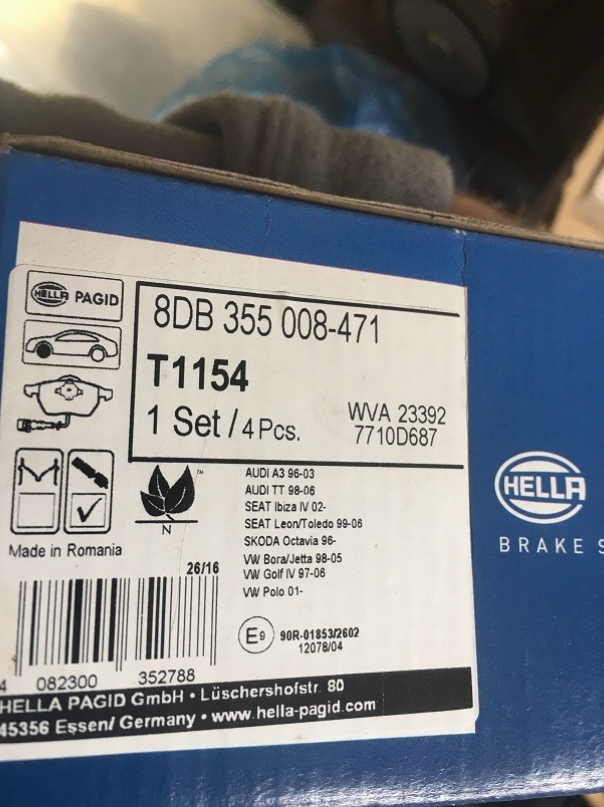 HELLA PAGID
8DB 355 008-471
T1154
1 Set / 4 Pcs.
WVA 23392
7710D687
™
N
AUDI A3 96-03
AUDI TT 98-06
SEAT Ibiza IV 02-
SEAT Leon/Toledo 99-06
SKODA Octavia 96-
VW Bora/Jetta 98-05
VW Golf IV 97-06
VW Polo 01-
Made in Romania
26/16
4 082300 352788
E9
90R-01853/2602
12078/04
HELLA PAGID GmbH • Lüschershofstr. 80
45356 Essen/ Germany • www.hella-pagid.com
HELLA
BRAKE S